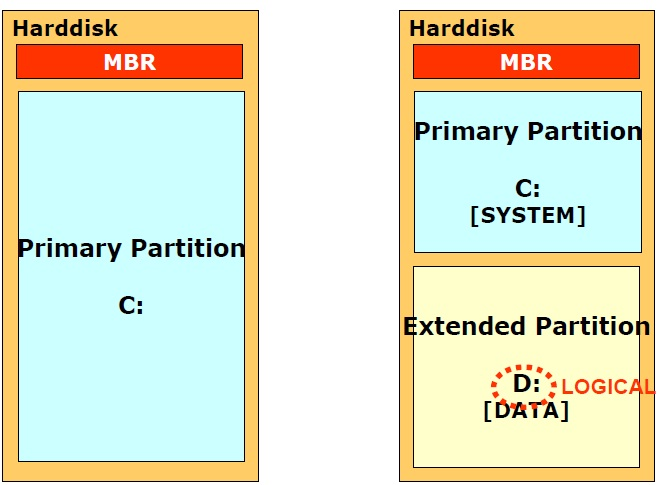 Harddisk
MBR
Primary Partition
C:
Harddisk
MBR
Primary Partition
C:
[SYSTEM]
Extended Partition
D: LOGICAL
[DATA]